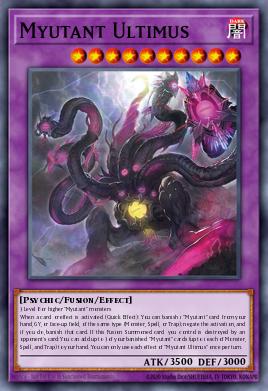 MYUTANT ULTIMUS
DARK
闇
[PSYCHIC/FUSION/EFFECT]
3 level 8 or higher "Myutant" monsters
When a card or effect is activated (Quick Effect): You can banish 1 "Myutant" card from your
hand, GY, or face-up field, of the same type (Monster, Spell, or Trap); negate the activation, and
if you do, banish that card. If this Fusion Summoned card you control is destroyed by an
opponent's card: You can add up to 3 of your banished "Myutant" cards (up to 1 each of Monster,
Spell, and Trap) to your hand. You can only use each effect of "Myutant Ultimus" once per turn.
ATK/3500 DEF/3000